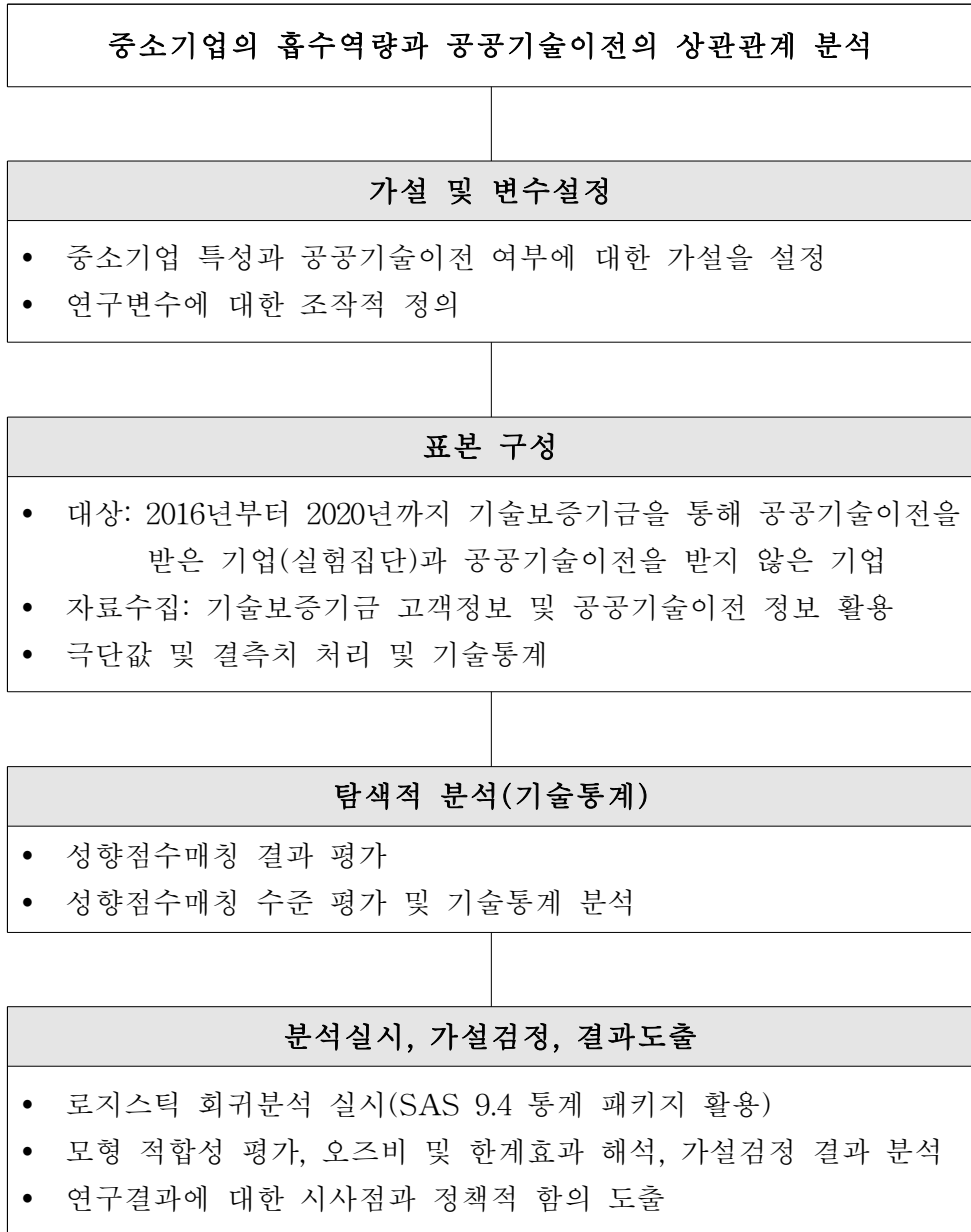 중소기업의 흡수역량과 공공기술이전의 상관관계 분석
가설 및 변수설정
• 중소기업 특성과 공공기술이전 여부에 대한 가설을 설정
• 연구변수에 대한 조작적 정의
표본 구성
• 대상: 2016년부터 2020년까지 기술보증기금을 통해 공공기술이전을
받은 기업(실험집단)과 공공기술이전을 받지 않은 기업
• 자료수집: 기술보증기금 고객정보 및 공공기술이전 정보 활용
• 극단값 및 결측치 처리 및 기술통계
탐색적 분석(기술통계)
• 성향점수매칭 결과 평가
• 성향점수매칭 수준 평가 및 기술통계 분석
분석실시, 가설검정, 결과도출
• 로지스틱 회귀분석 실시(SAS 9.4 통계 패키지 활용)
• 모형 적합성 평가, 오즈비 및 한계효과 해석, 가설검정 결과 분석
• 연구결과에 대한 시사점과 정책적 함의 도출